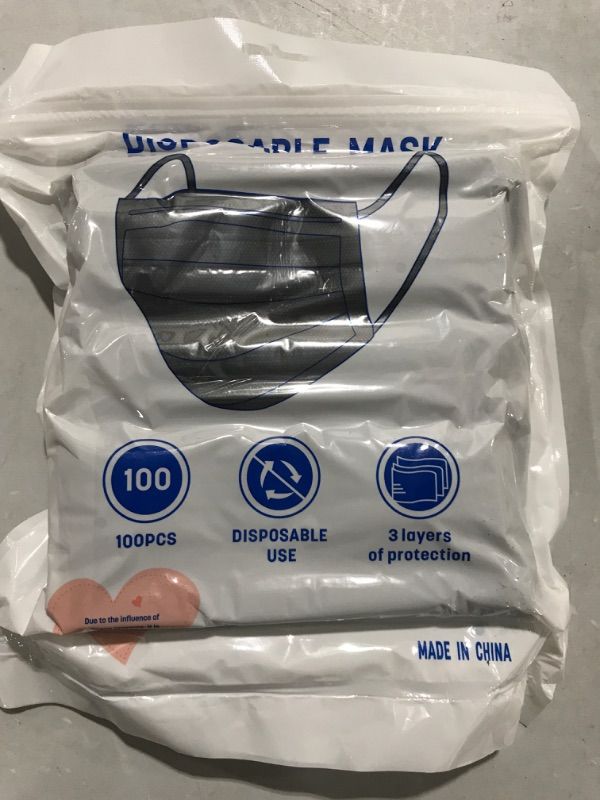 DISPOSABLE MASK
100
100PCS
DISPOSABLE
USE
3 layers
of protection
Due to the influence of
MADE IN CHINA